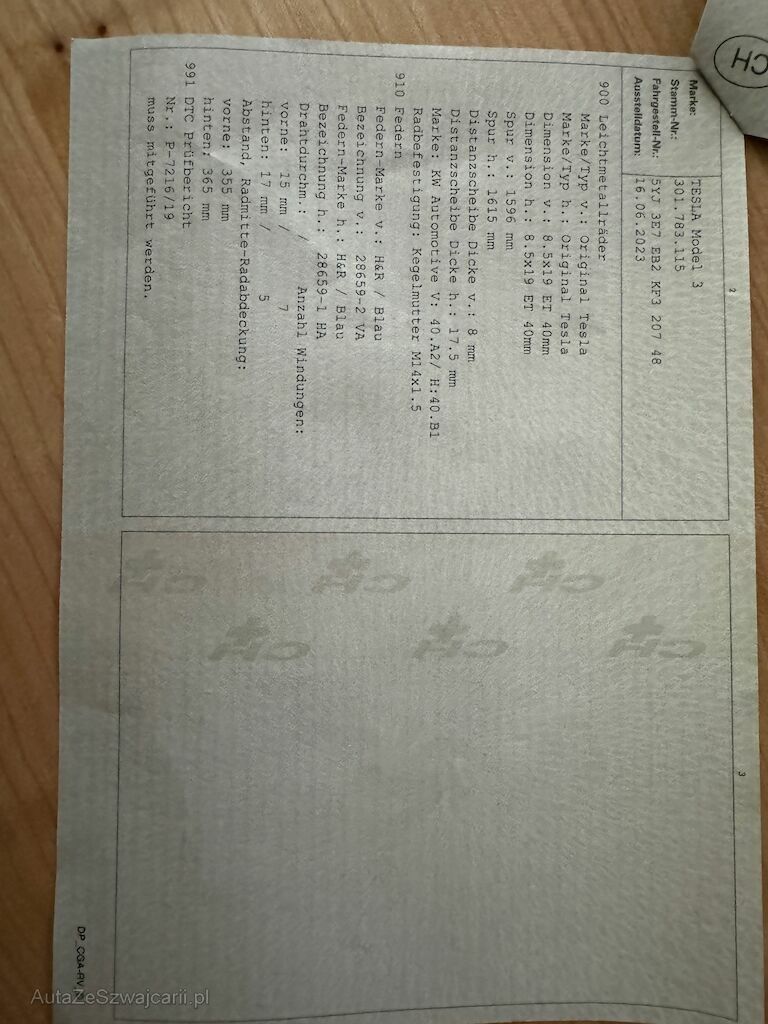 CH
2
Marke: TESLA Model 3
Stamm-Nr.: 301.783.115
Fahrgestell-Nr.: 5YJ 3E7 EB2 KF3 207 48
Ausstelldatum: 16.06.2023
900 Leichtmetallräder
Marke/Typ v.: Original Tesla
Marke/Typ h.: Original Tesla
Dimension v.: 8.5x19 ET 40mm
Dimension h.: 8.5x19 ET 40mm
Spur v.: 1596 mm
Spur h.: 1615 mm
Distanzscheibe Dicke v.: 8 mm
Distanzscheibe Dicke h.: 17.5 mm
Marke: KW Automotive V: 40.A2/ H:40.B1
Radbefestigung: Kegelmutter M14x1.5
910 Federn
Federn-Marke v.: H&R / Blau
Bezeichnung v.: 28659-2 VA
Federn-Marke h.: H&R / Blau
Bezeichnung h.: 28659-1 HA
Drahtdurchm.: / Anzahl Windungen:
vorne: 15 mm / 7
hinten: 17 mm / 5
Abstand, Radmitte-Radabdeckung:
vorne: 355 mm
hinten: 365 mm
991 DTC Prüfbericht
Nr.: P-7216/19
muss mitgeführt werden.
3
CH CH CH
CH CH CH
AutaZeSzwajcarii.pl